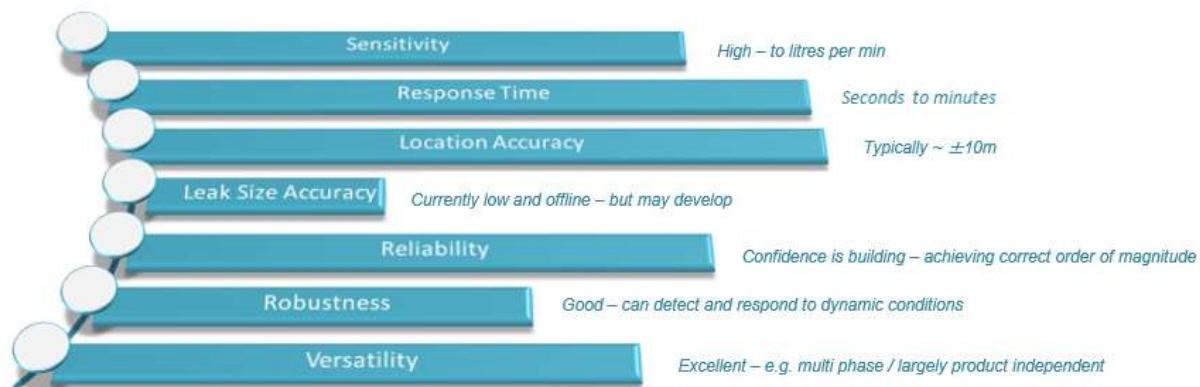 Sensitivity
High – to litres per min
Response Time
Seconds to minutes
Location Accuracy
Typically ~ ±10m
Leak Size Accuracy
Currently low and offline – but may develop
Reliability
Confidence is building – achieving correct order of magnitude
Robustness
Good – can detect and respond to dynamic conditions
Versatility
Excellent – e.g. multi phase / largely product independent